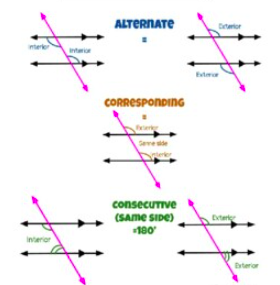 ALTERNATE
=
Interior
Interior
Exterior
Exterior
CORRESPONDING
=
Exterior
Same side
Interior
CONSECUTIVE
(SAME SIDE)
=180°
Interior
Exterior
Exterior